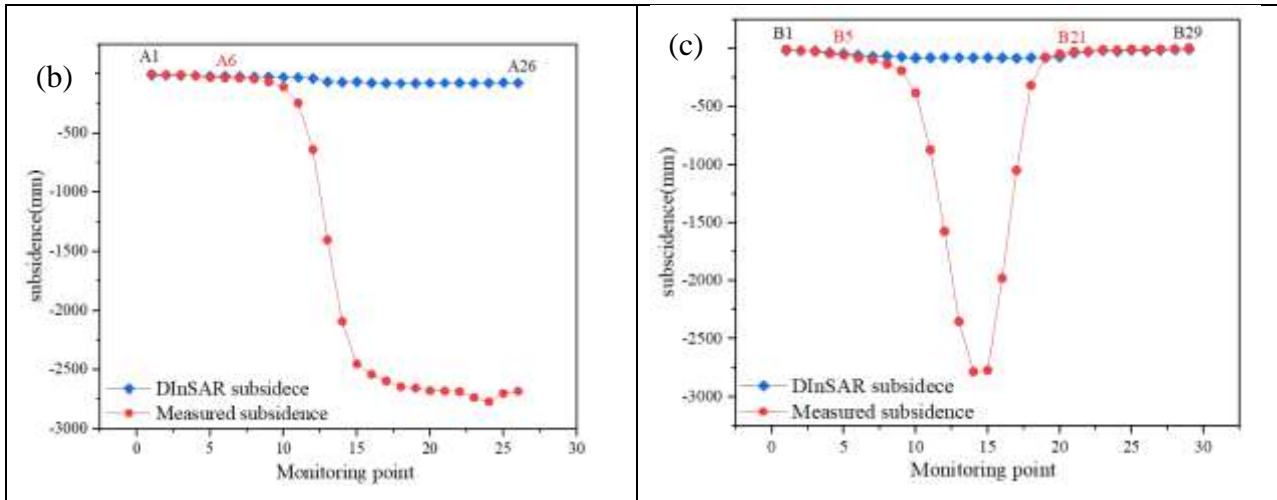 (b)
A1
A6
A26
-500
-1000
-1500
-2000
-2500
-3000
subsidence(mm)
DInSAR subsidece
Measured subsidence
0
5
10
15
20
25
30
Monitoring point
(c)
B1
B5
B21
B29
-500
-1000
-1500
-2000
-2500
-3000
subscidence(mm)
DInSAR subsidece
Measured subsidence
0
5
10
15
20
25
30
Monitoring point